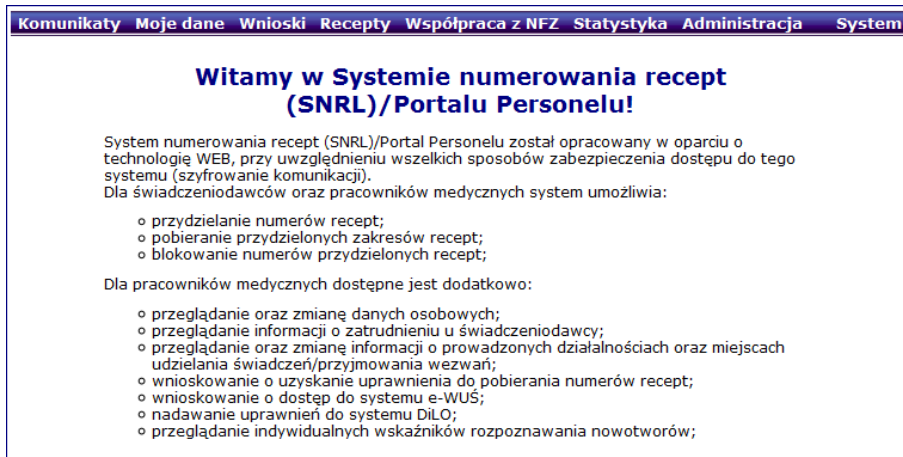 Komunikaty Moje dane Wnioski Recepty Współpraca z NFZ Statystyka Administracja System
Witamy w Systemie numerowania recept
(SNRL)/Portalu Personelu!
System numerowania recept (SNRL)/Portal Personelu został opracowany w oparciu o
technologię WEB, przy uwzględnieniu wszelkich sposobów zabezpieczenia dostępu do tego
systemu (szyfrowanie komunikacji).
Dla świadczeniodawców oraz pracowników medycznych system umożliwia:
przydzielanie numerów recept;
pobieranie przydzielonych zakresów recept;
blokowanie numerów przydzielonych recept;
Dla pracowników medycznych dostępne jest dodatkowo:
przeglądanie oraz zmianę danych osobowych;
przeglądanie informacji o zatrudnieniu u świadczeniodawcy;
przeglądanie oraz zmianę informacji o prowadzonych działalnościach oraz miejscach
udzielania świadczeń/przyjmowania wezwań;
wnioskowanie o uzyskanie uprawnienia do pobierania numerów recept;
wnioskowanie o dostęp do systemu e-WUŚ;
nadawanie uprawnień do systemu DiLO;
przeglądanie indywidualnych wskaźników rozpoznawania nowotworów;